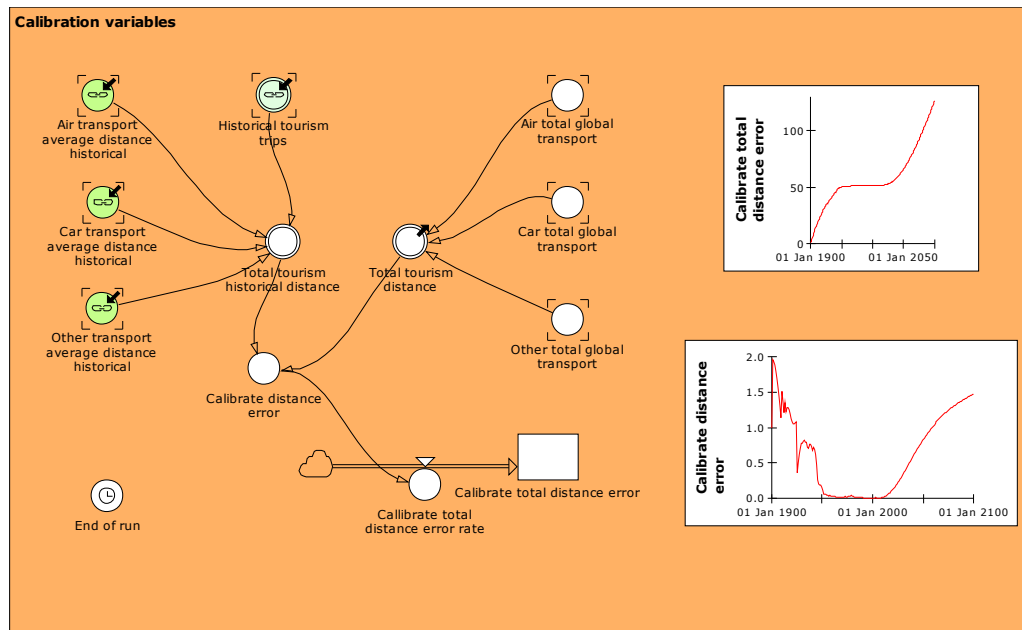 Calibration variables
Air transport
average distance
historical
Historical tourism
trips
Air total global
transport
Car transport
average distance
historical
Car total global
transport
Total tourism
historical distance
Total tourism
distance
Other transport
average distance
historical
Other total global
transport
Calibrate distance
error
Calibrate total distance error
Callibrate total
distance error rate
End of run
Calibrate total
distance error
100
50
0
01 Jan 1900
01 Jan 2050
Calibrate distance
error
2.0
1.5
1.0
0.5
0.0
01 Jan 1900
01 Jan 2000
01 Jan 2100